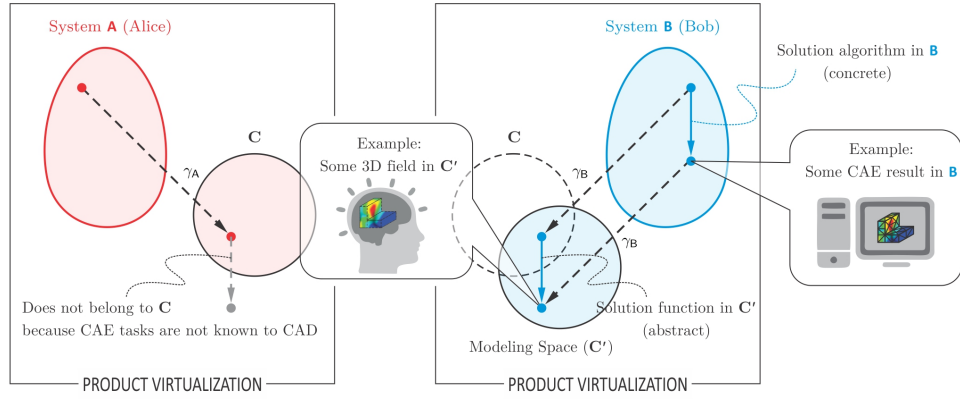 System A (Alice)
C
γA
Does not belong to C
because CAE tasks are not known to CAD
PRODUCT VIRTUALIZATION
Example:
Some 3D field in C′
System B (Bob)
C
γB
γB
Solution function in C′
(abstract)
Modeling Space (C′)
PRODUCT VIRTUALIZATION
Solution algorithm in B
(concrete)
Example:
Some CAE result in B